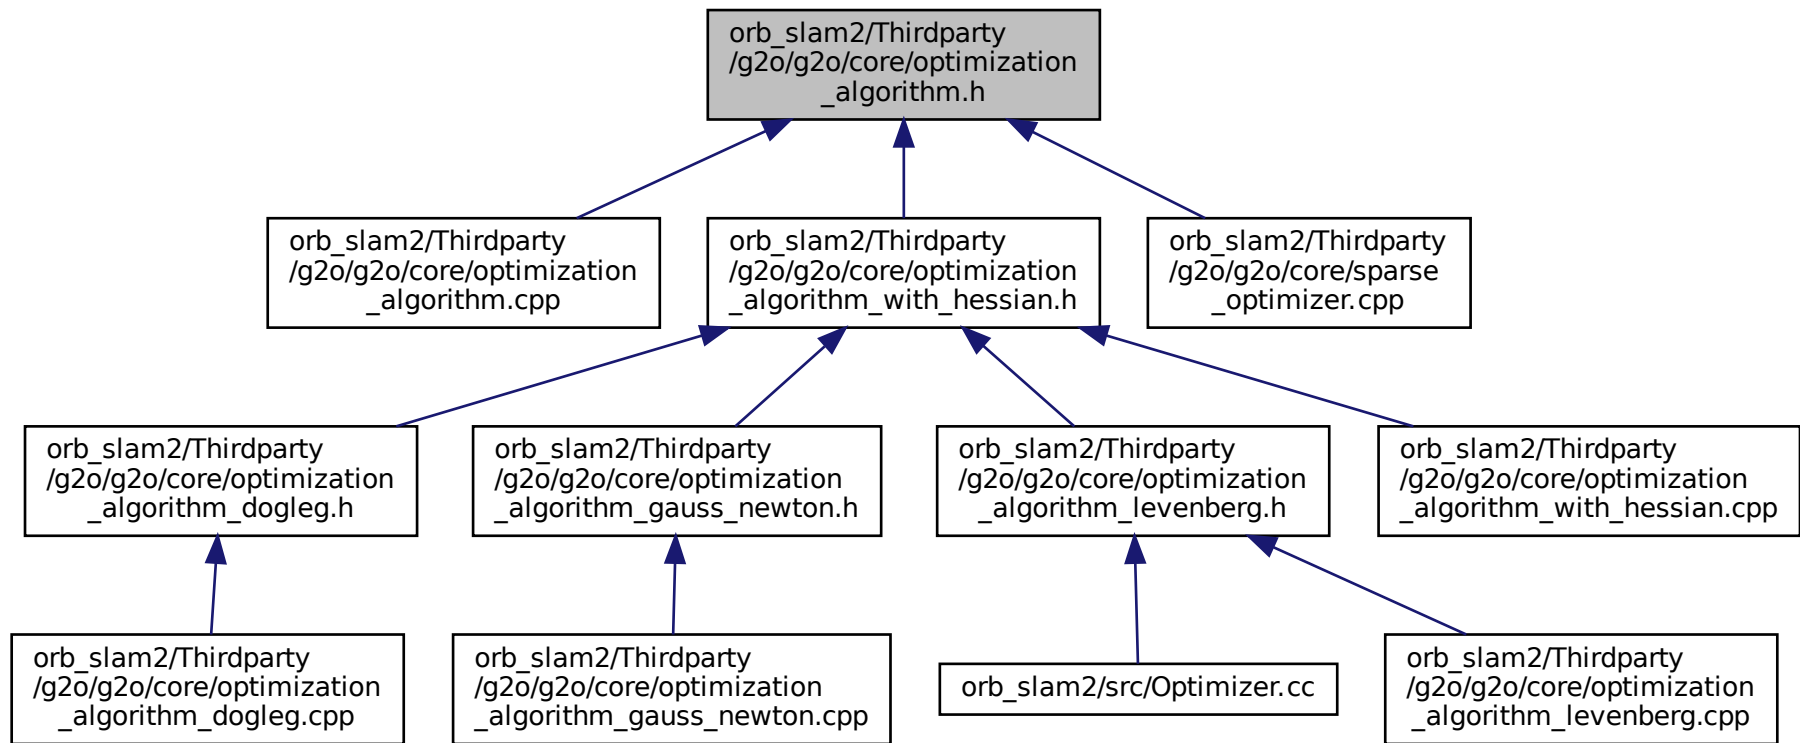 orb_slam2/Thirdparty
/g2o/g2o/core/optimization
_algorithm.h
orb_slam2/Thirdparty
/g2o/g2o/core/optimization
_algorithm.cpp
orb_slam2/Thirdparty
/g2o/g2o/core/optimization
_algorithm_with_hessian.h
orb_slam2/Thirdparty
/g2o/g2o/core/sparse
_optimizer.cpp
orb_slam2/Thirdparty
/g2o/g2o/core/optimization
_algorithm_dogleg.h
orb_slam2/Thirdparty
/g2o/g2o/core/optimization
_algorithm_gauss_newton.h
orb_slam2/Thirdparty
/g2o/g2o/core/optimization
_algorithm_levenberg.h
orb_slam2/Thirdparty
/g2o/g2o/core/optimization
_algorithm_with_hessian.cpp
orb_slam2/Thirdparty
/g2o/g2o/core/optimization
_algorithm_dogleg.cpp
orb_slam2/Thirdparty
/g2o/g2o/core/optimization
_algorithm_gauss_newton.cpp
orb_slam2/src/Optimizer.cc
orb_slam2/Thirdparty
/g2o/g2o/core/optimization
_algorithm_levenberg.cpp